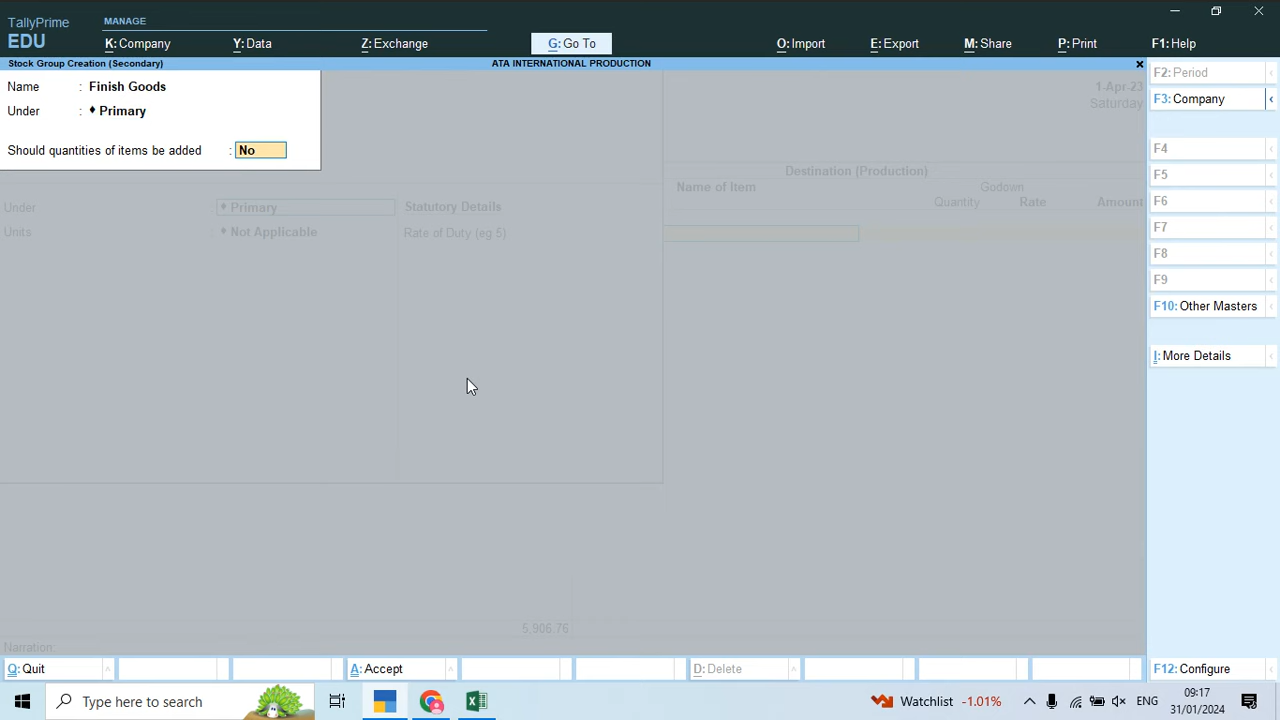 TallyPrime
EDU
MANAGE
K:Company
Y:Data
Z:Exchange
G:Go To
O:Import
E:Export
M:Share
P:Print
F1:Help
Stock Group Creation (Secondary)
ATA INTERNATIONAL PRODUCTION
Name : Finish Goods
Under : ♦ Primary
Should quantities of items be added : No
Under : ♦ Primary
Units : ♦ Not Applicable
Statutory Details
Rate of Duty (eg 5)
1-Apr-23
Saturday
Destination (Production)
Name of Item
Godown
Quantity Rate Amount
5,906.76
Narration:
F2: Period
F3: Company
F4
F5
F6
F7
F8
F9
F10: Other Masters
I: More Details
F12: Configure
Q: Quit
A: Accept
D: Delete
Type here to search
Watchlist -1.01%
ENG
09:17
31/01/2024